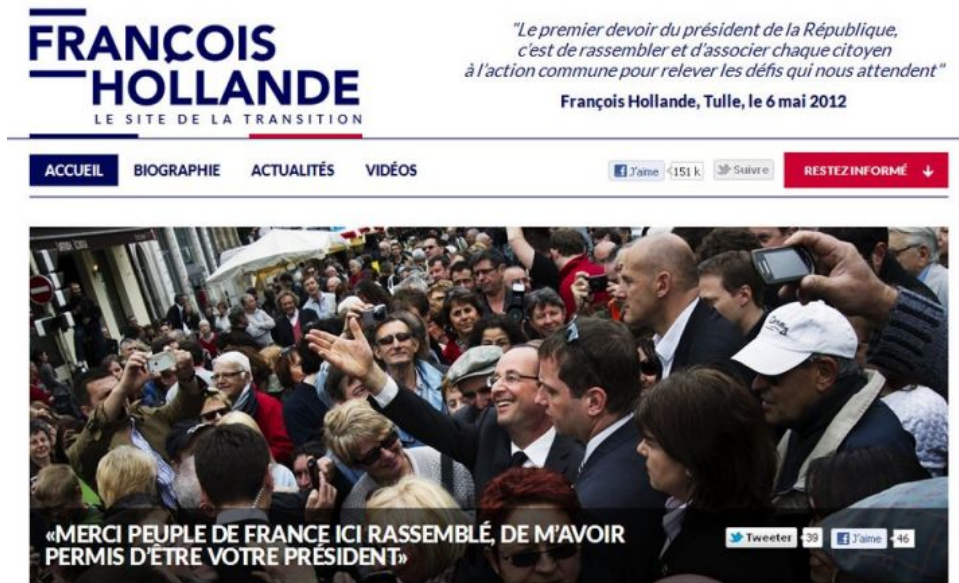 FRANÇOIS
HOLLANDE
LE SITE DE LA TRANSITION
"Le premier devoir du président de la République,
c'est de rassembler et d'associer chaque citoyen
à l'action commune pour relever les défis qui nous attendent"
François Hollande, Tulle, le 6 mai 2012
ACCUEIL BIOGRAPHIE ACTUALITÉS VIDÉOS J'aime 151 k Suivre RESTEZ INFORMÉ
«MERCI PEUPLE DE FRANCE ICI RASSEMBLÉ, DE M'AVOIR
PERMIS D'ÊTRE VOTRE PRÉSIDENT»
Tweeter 39 J'aime 46